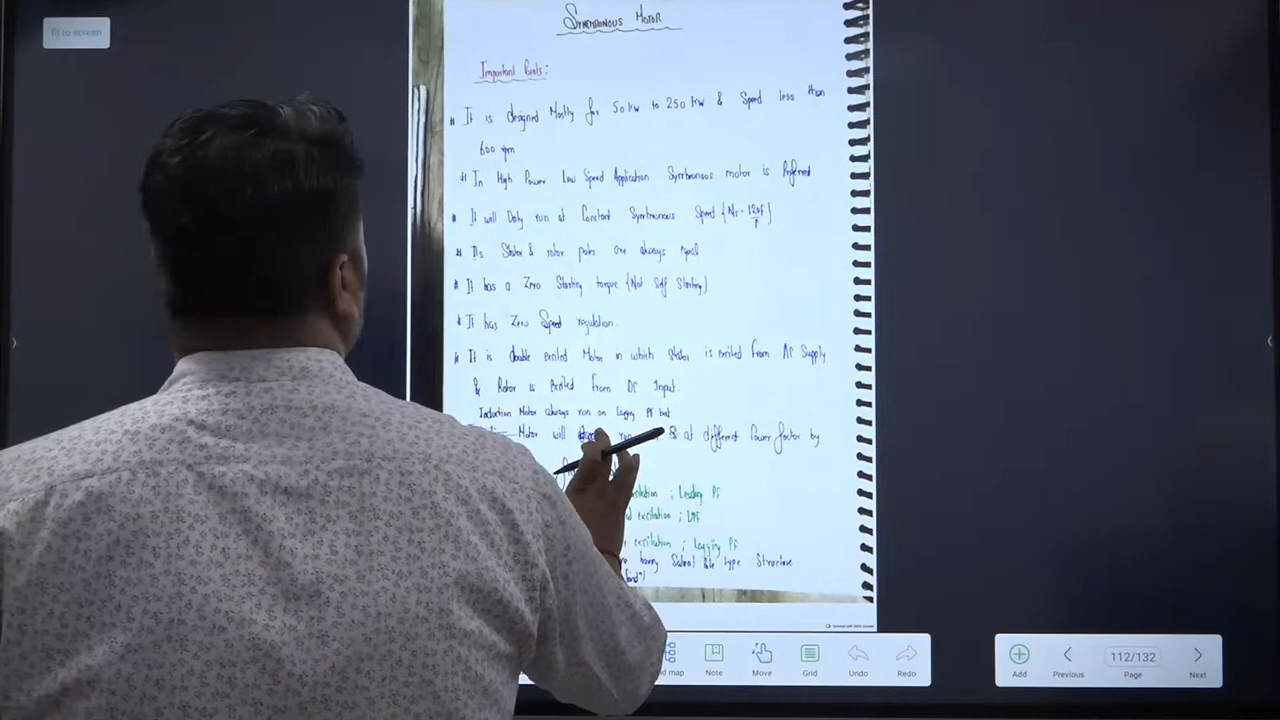 fit to screen
SYNCHRONOUS MOTOR
Important Points:
# It is designed Mostly for 50 kw to 250 kw & Speed less than
600 rpm
# In High Power Low Speed Application Synchronous motor is Preferred
# It will Only run at Constant Synchronous Speed {Ns = 120f/P}
# Its Stator & rotor poles are always equal
# It has a Zero Starting torque {Not Self Starting}
# It has Zero Speed regulation.
# It is double excited Motor in which Stator is excited from AC Supply
& Rotor is excited from DC Input.
Induction Motor always run on Lagging PF but
Motor will run at different Power factor by
excitation ; Leading PF
excitation ; UPF
excitation ; Lagging PF
having Salient Pole type Structure
Map Note Move Grid Undo Redo
Add Previous 112/132 Page Next